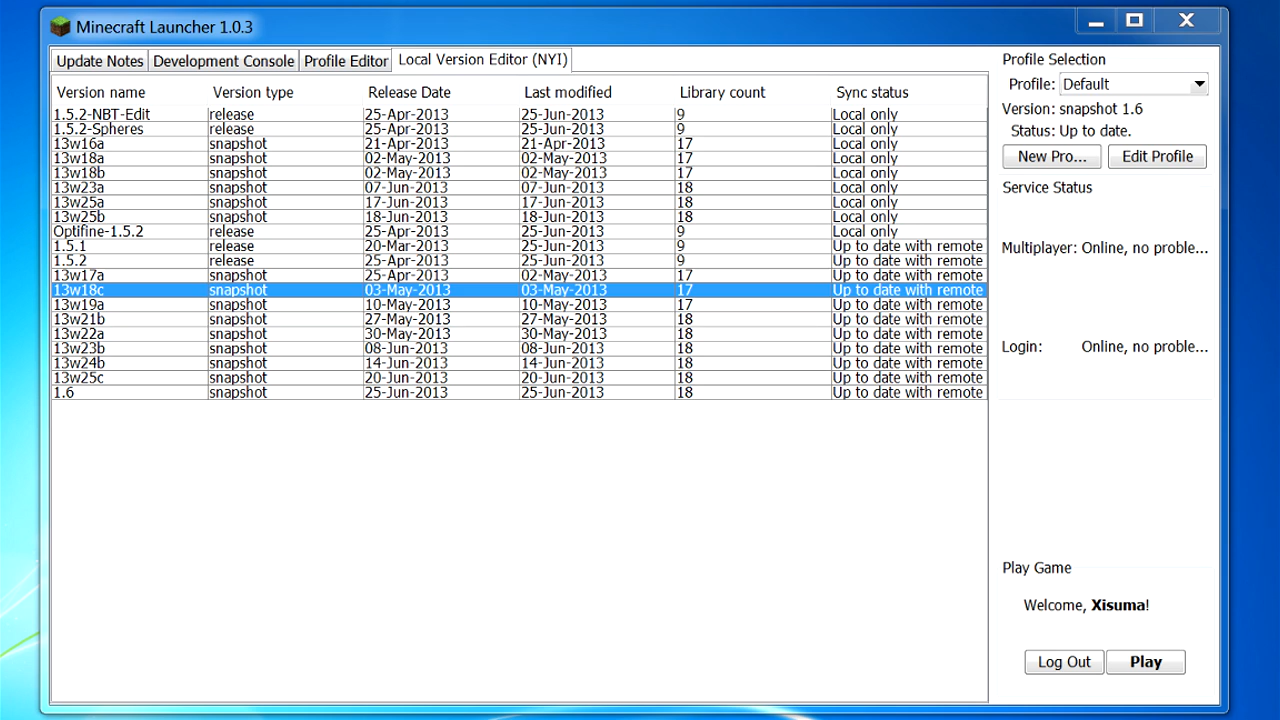 Minecraft Launcher 1.0.3
Update Notes Development Console Profile Editor Local Version Editor (NYI)
Version name Version type Release Date Last modified Library count Sync status
1.5.2-NBT-Edit release 25-Apr-2013 25-Jun-2013 9 Local only
1.5.2-Spheres release 25-Apr-2013 25-Jun-2013 9 Local only
13w16a snapshot 21-Apr-2013 21-Apr-2013 17 Local only
13w18a snapshot 02-May-2013 02-May-2013 17 Local only
13w18b snapshot 02-May-2013 02-May-2013 17 Local only
13w23a snapshot 07-Jun-2013 07-Jun-2013 18 Local only
13w25a snapshot 17-Jun-2013 17-Jun-2013 18 Local only
13w25b snapshot 18-Jun-2013 18-Jun-2013 18 Local only
Optifine-1.5.2 release 25-Apr-2013 25-Jun-2013 9 Local only
1.5.1 release 20-Mar-2013 25-Jun-2013 9 Up to date with remote
1.5.2 release 25-Apr-2013 25-Jun-2013 9 Up to date with remote
13w17a snapshot 25-Apr-2013 02-May-2013 17 Up to date with remote
13w18c snapshot 03-May-2013 03-May-2013 17 Up to date with remote
13w19a snapshot 10-May-2013 10-May-2013 17 Up to date with remote
13w21b snapshot 27-May-2013 27-May-2013 18 Up to date with remote
13w22a snapshot 30-May-2013 30-May-2013 18 Up to date with remote
13w23b snapshot 08-Jun-2013 08-Jun-2013 18 Up to date with remote
13w24b snapshot 14-Jun-2013 14-Jun-2013 18 Up to date with remote
13w25c snapshot 20-Jun-2013 20-Jun-2013 18 Up to date with remote
1.6 snapshot 25-Jun-2013 25-Jun-2013 18 Up to date with remote
Profile Selection
Profile: Default
Version: snapshot 1.6
Status: Up to date.
New Pro... Edit Profile
Service Status
Multiplayer: Online, no proble...
Login: Online, no proble...
Play Game
Welcome, Xisuma!
Log Out Play